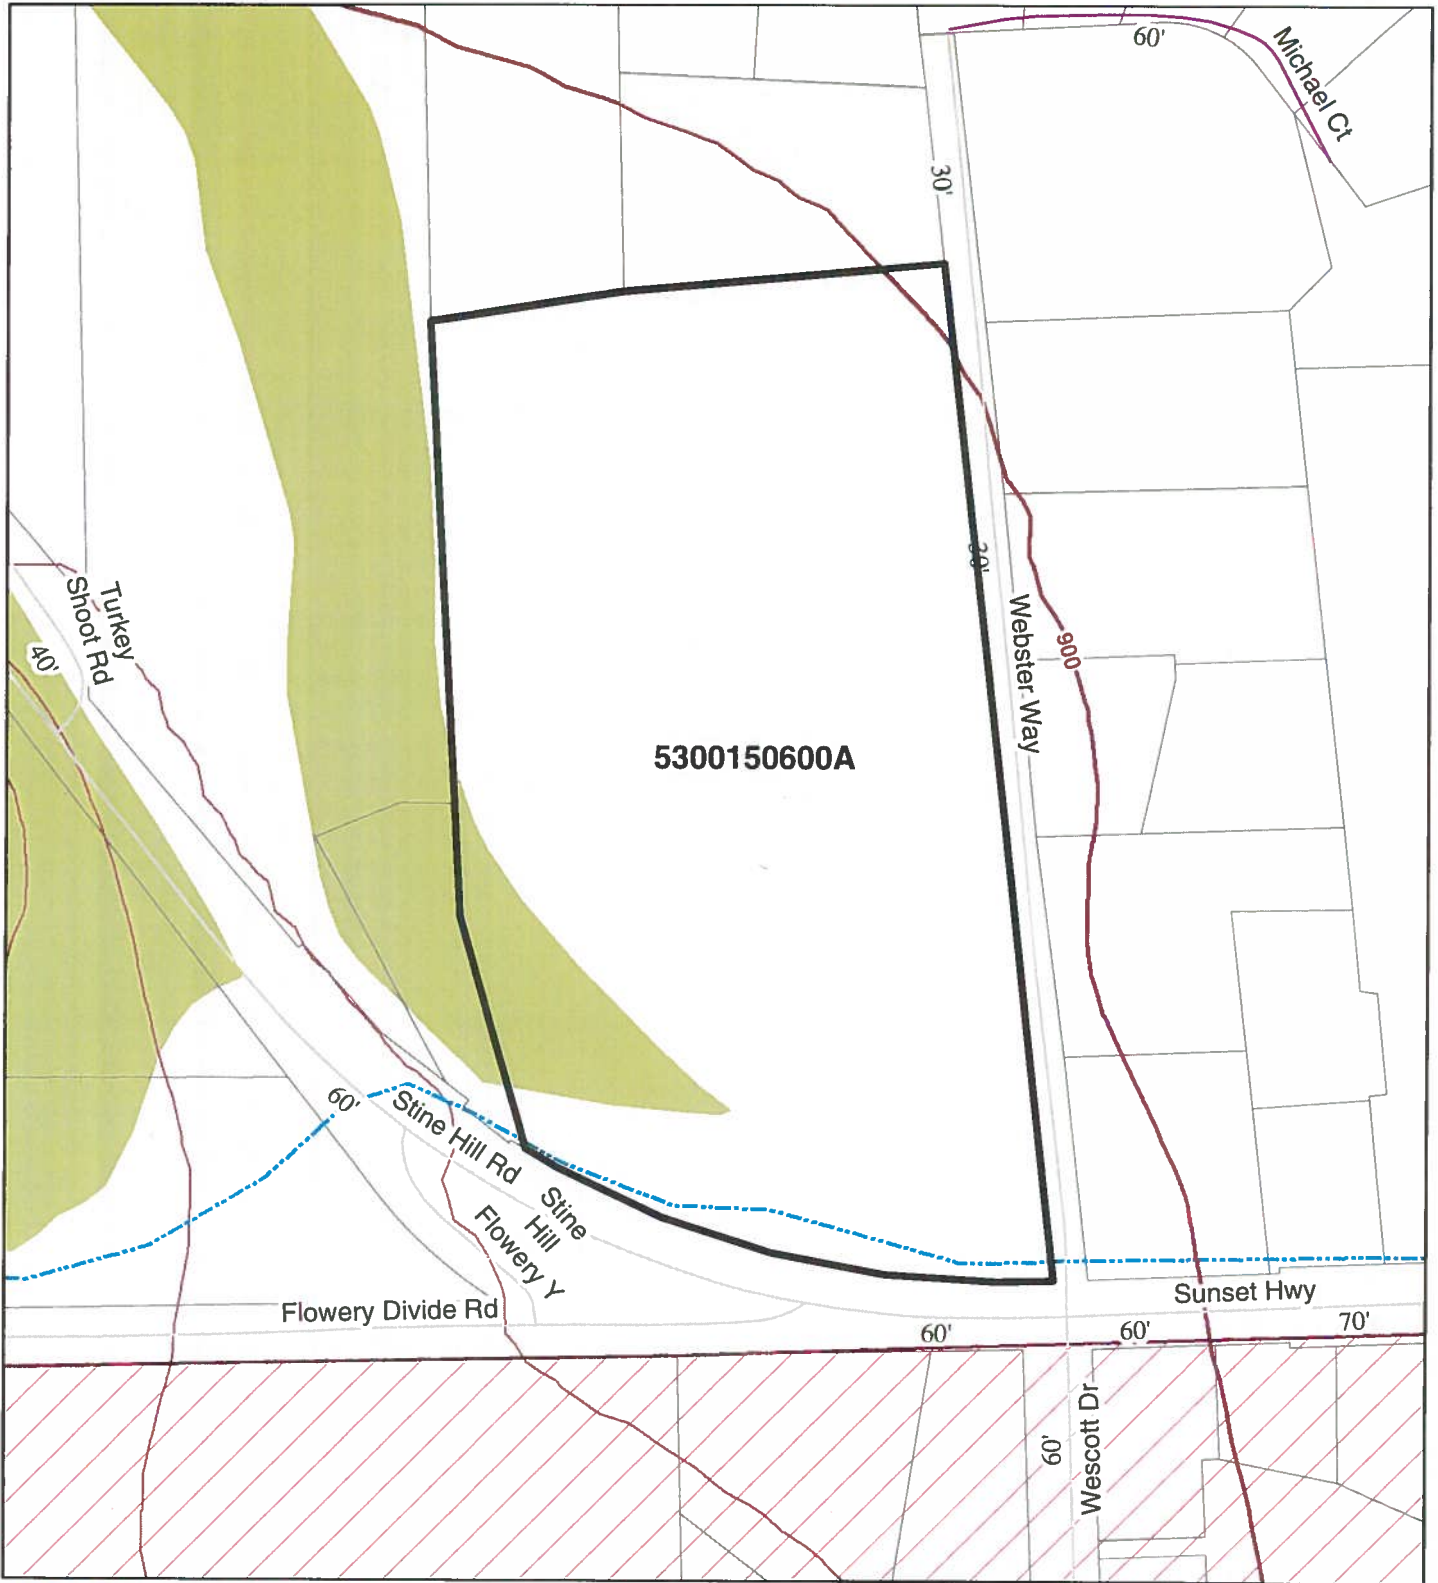 60'
Michael Ct
30'
30'
Turkey
Shoot Rd
40'
Webster Way
900
5300150600A
60'
Stine Hill Rd
Stine
Hill
Flowery Y
Flowery Divide Rd
Sunset Hwy
60'
60'
70'
60'
Wescott Dr